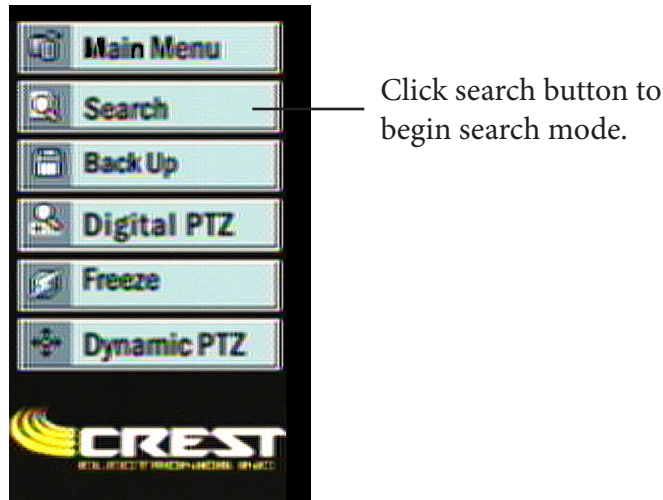 Main Menu
Search
Click search button to
begin search mode.
Back Up
Digital PTZ
Freeze
Dynamic PTZ
CREST